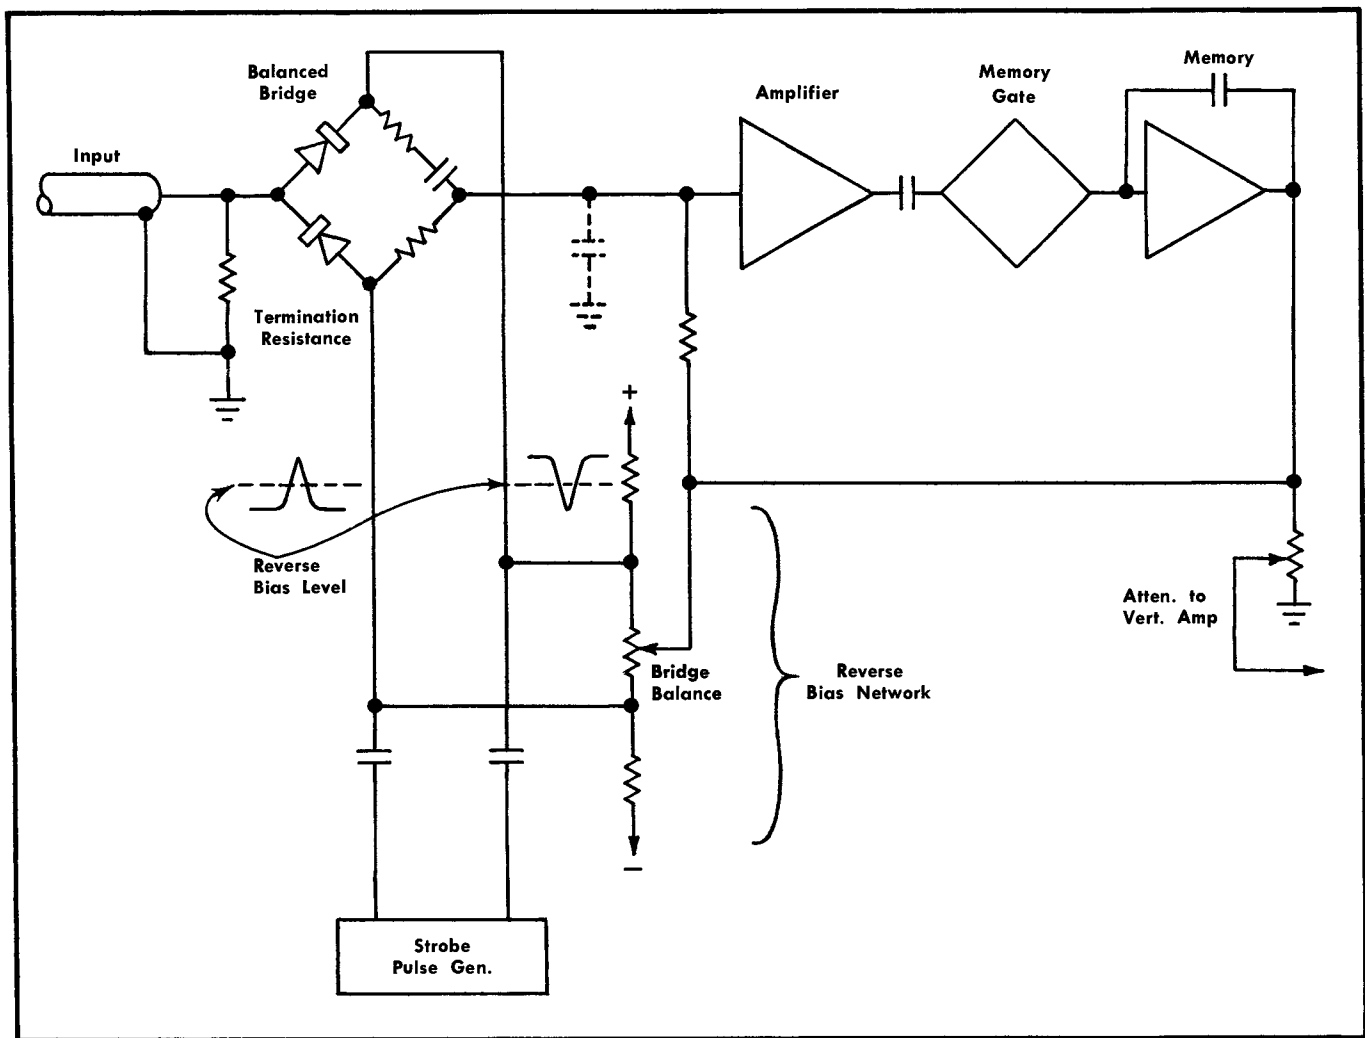 Balanced
Bridge
Memory
Memory
Gate
Amplifier
Input
Termination
Resistance
+
Reverse
Bias Level
Atten. to
Vert. Amp
Bridge
Balance
Reverse
Bias Network
−
Strobe
Pulse Gen.